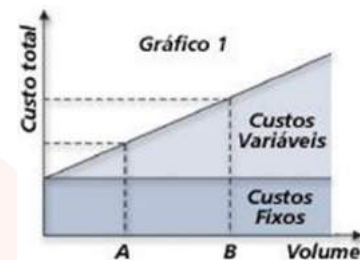 Gráfico 1
Custo total
Custos
Variáveis
Custos
Fixos
A
B
Volume